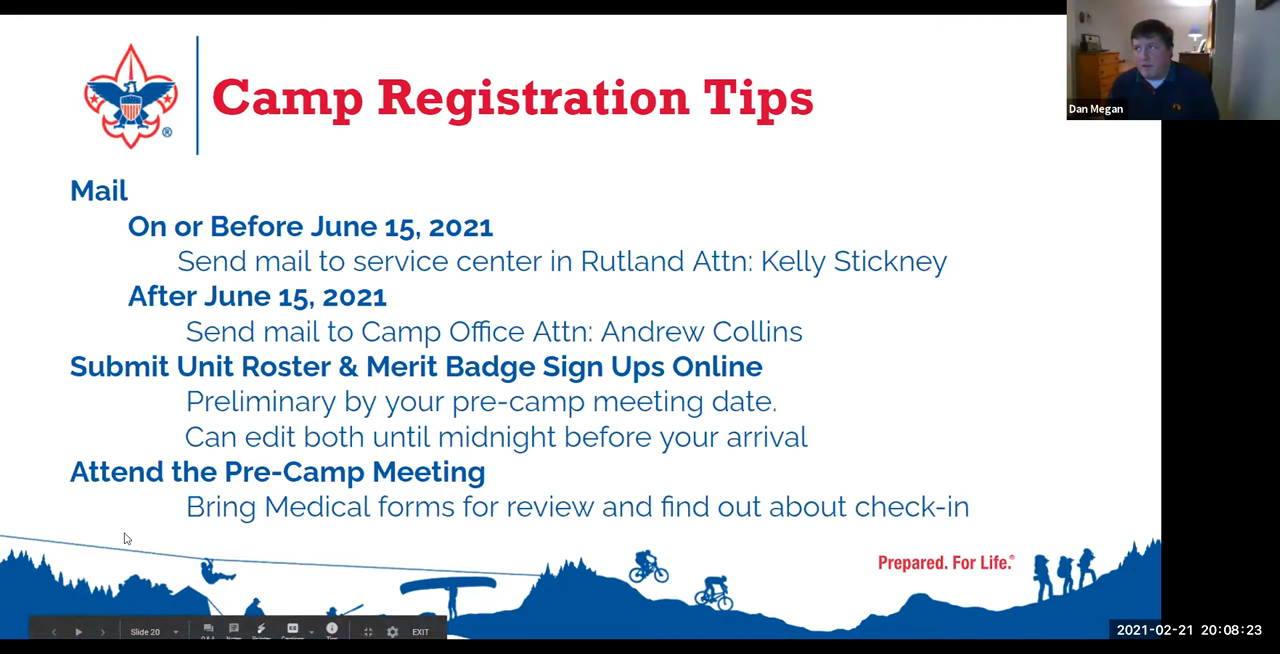 Camp Registration Tips
®
Dan Megan
Mail
On or Before June 15, 2021
Send mail to service center in Rutland Attn: Kelly Stickney
After June 15, 2021
Send mail to Camp Office Attn: Andrew Collins
Submit Unit Roster & Merit Badge Sign Ups Online
Preliminary by your pre-camp meeting date.
Can edit both until midnight before your arrival
Attend the Pre-Camp Meeting
Bring Medical forms for review and find out about check-in
Prepared. For Life.®
Slide 20
EXIT
2021-02-21 20:08:23